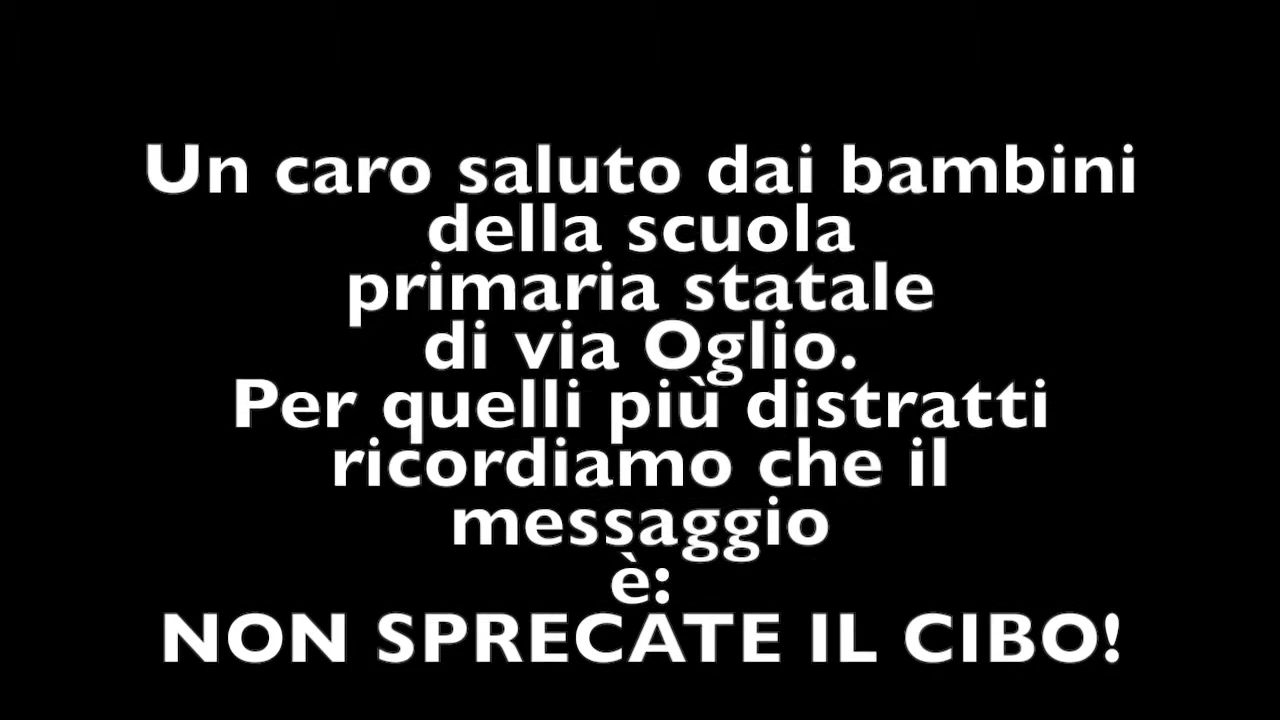 Un caro saluto dai bambini
della scuola
primaria statale
di via Oglio.
Per quelli più distratti
ricordiamo che il
messaggio
è:
NON SPRECATE IL CIBO!